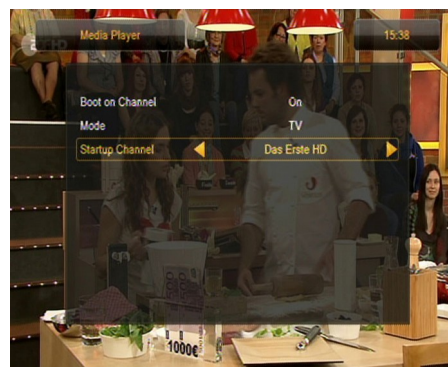 Media Player 15:38
Boot on Channel On
Mode TV
Startup Channel Das Erste HD
1000€